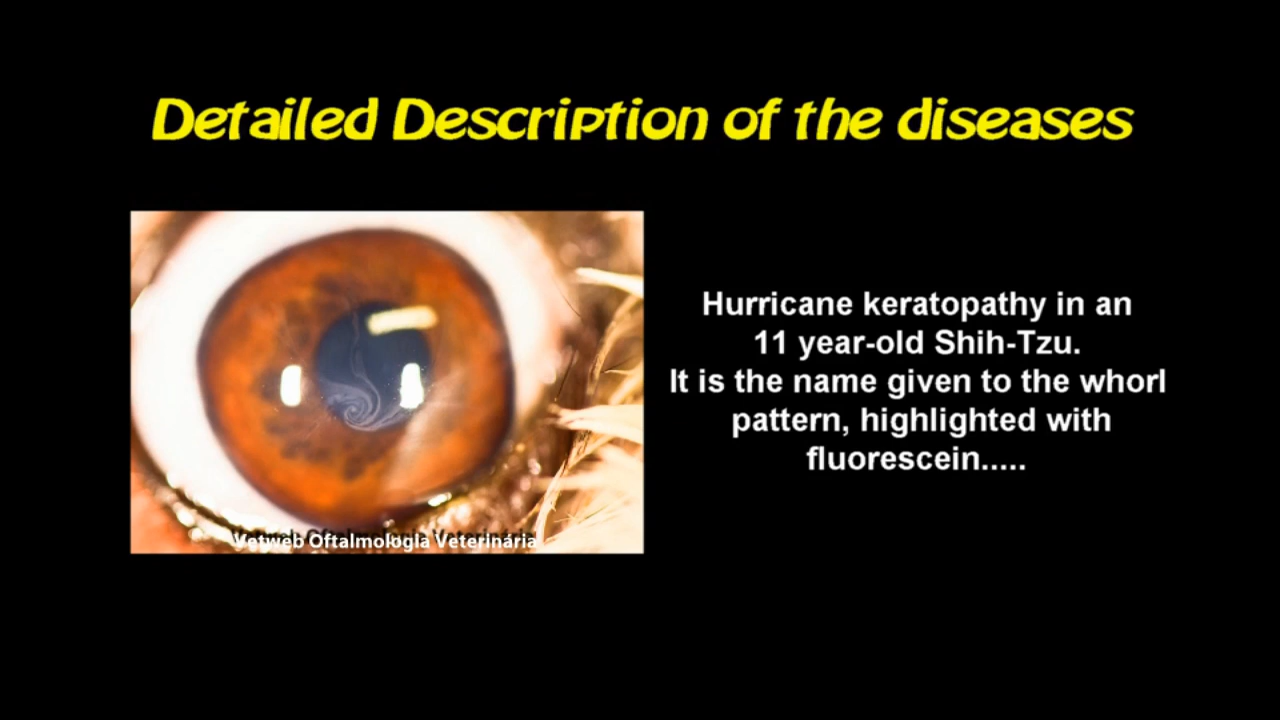 Detailed Description of the diseases
Hurricane keratopathy in an
11 year-old Shih-Tzu.
It is the name given to the whorl
pattern, highlighted with
fluorescein.....
Vetweb Oftalmologia Veterinária